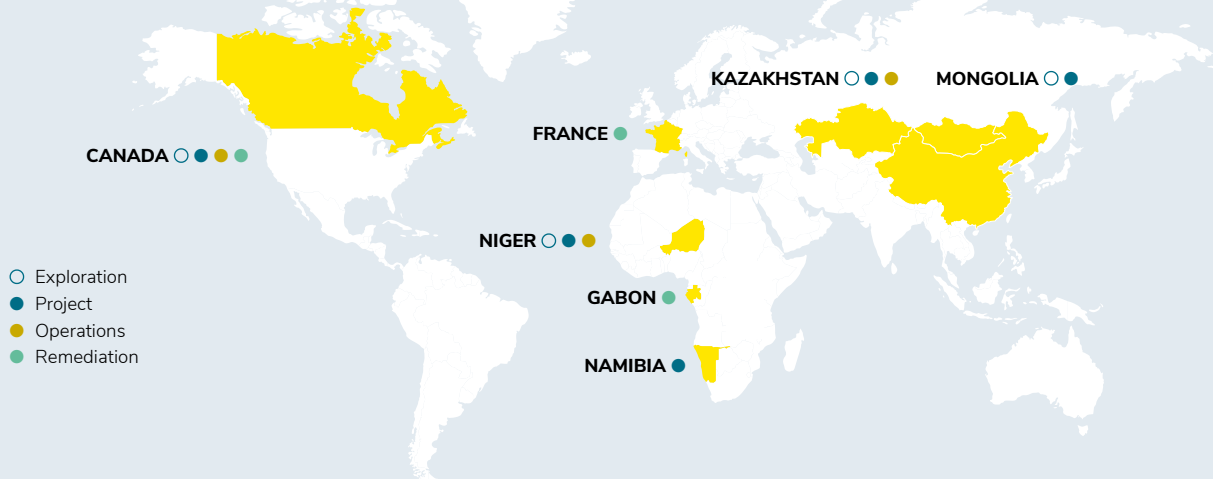 KAZAKHSTAN
MONGOLIA
FRANCE
CANADA
NIGER
Exploration
GABON
Project
Operations
Remediation
NAMIBIA